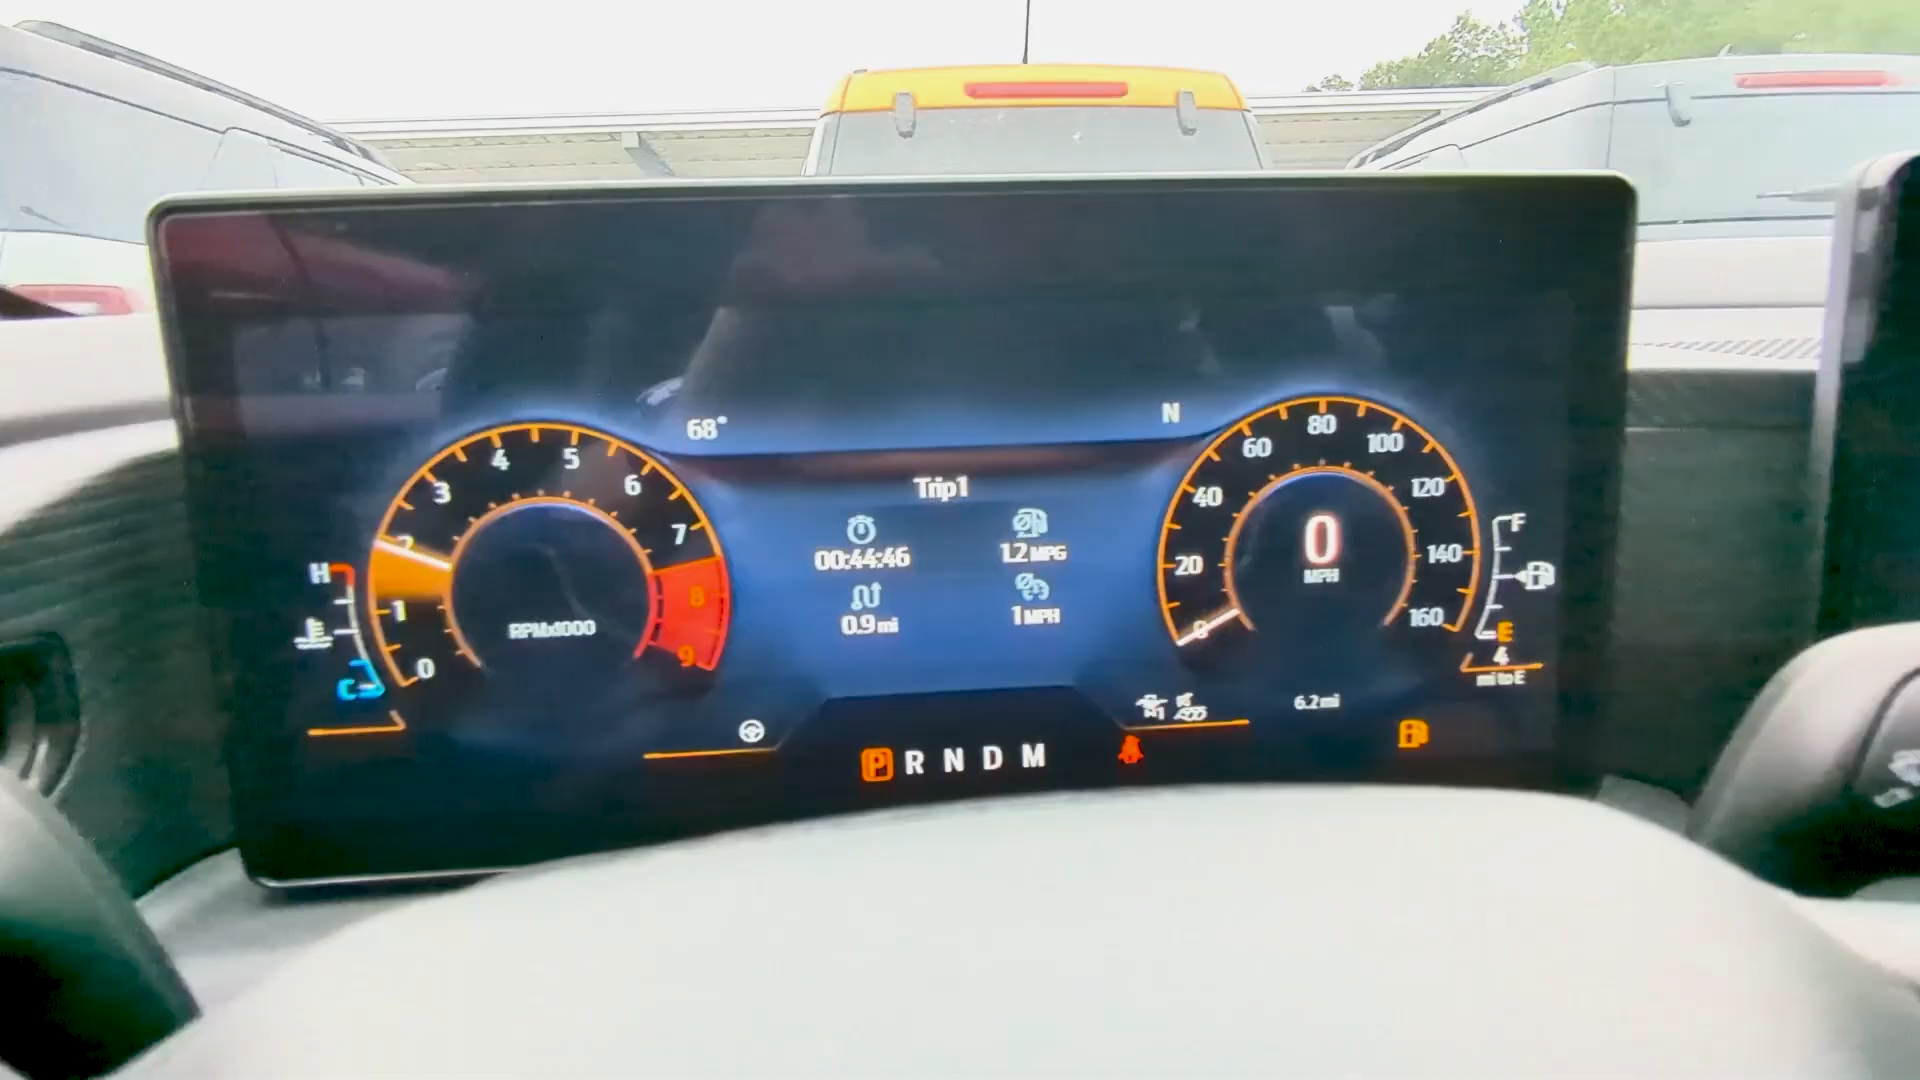 68°
N
Trip1
00:44:46
1.2 MPG
0.9 mi
1 MPH
0
1
2
3
4
5
6
7
8
9
RPMx1000
H
C
0
20
40
60
80
100
120
140
160
0
MPH
F
E
4
mi to E
6.2 mi
P R N D M